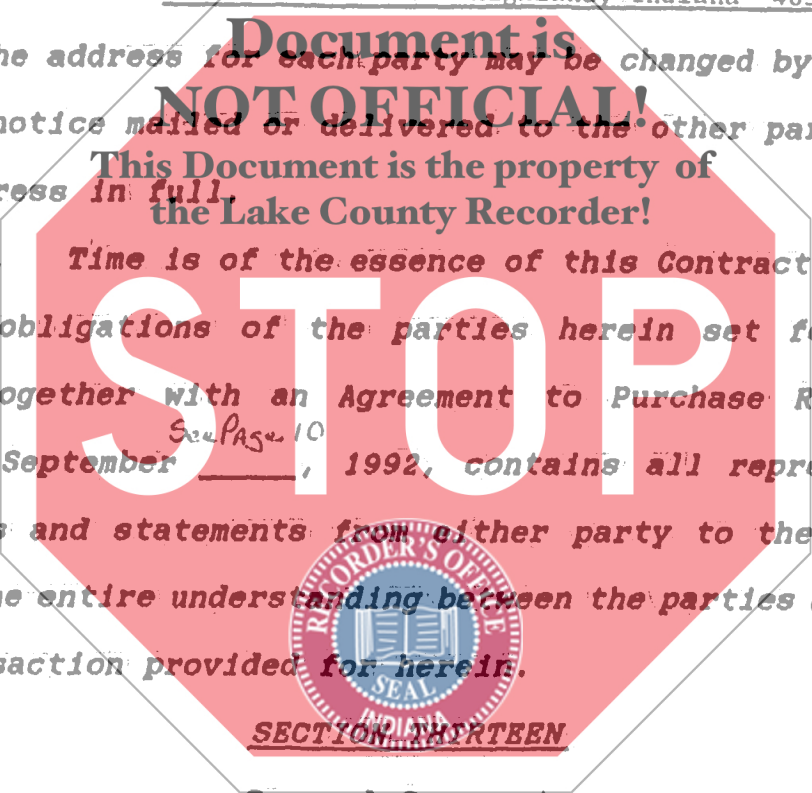 Indiana
Document is
he address for each party may be changed by
NOT OFFICIAL!
notice mailed or delivered to the other par
This Document is the property of
ress in full.
the Lake County Recorder!
Time is of the essence of this Contract
STOP
obligations of the parties herein set f
ogether with an Agreement to Purchase R
See PAge 10
September ______, 1992, contains all repr
s and statements from either party to the
RECORDER'S OFFICE
e entire understanding between the parties
saction provided for herein.
SEAL
INDIANA
SECTION THIRTEEN